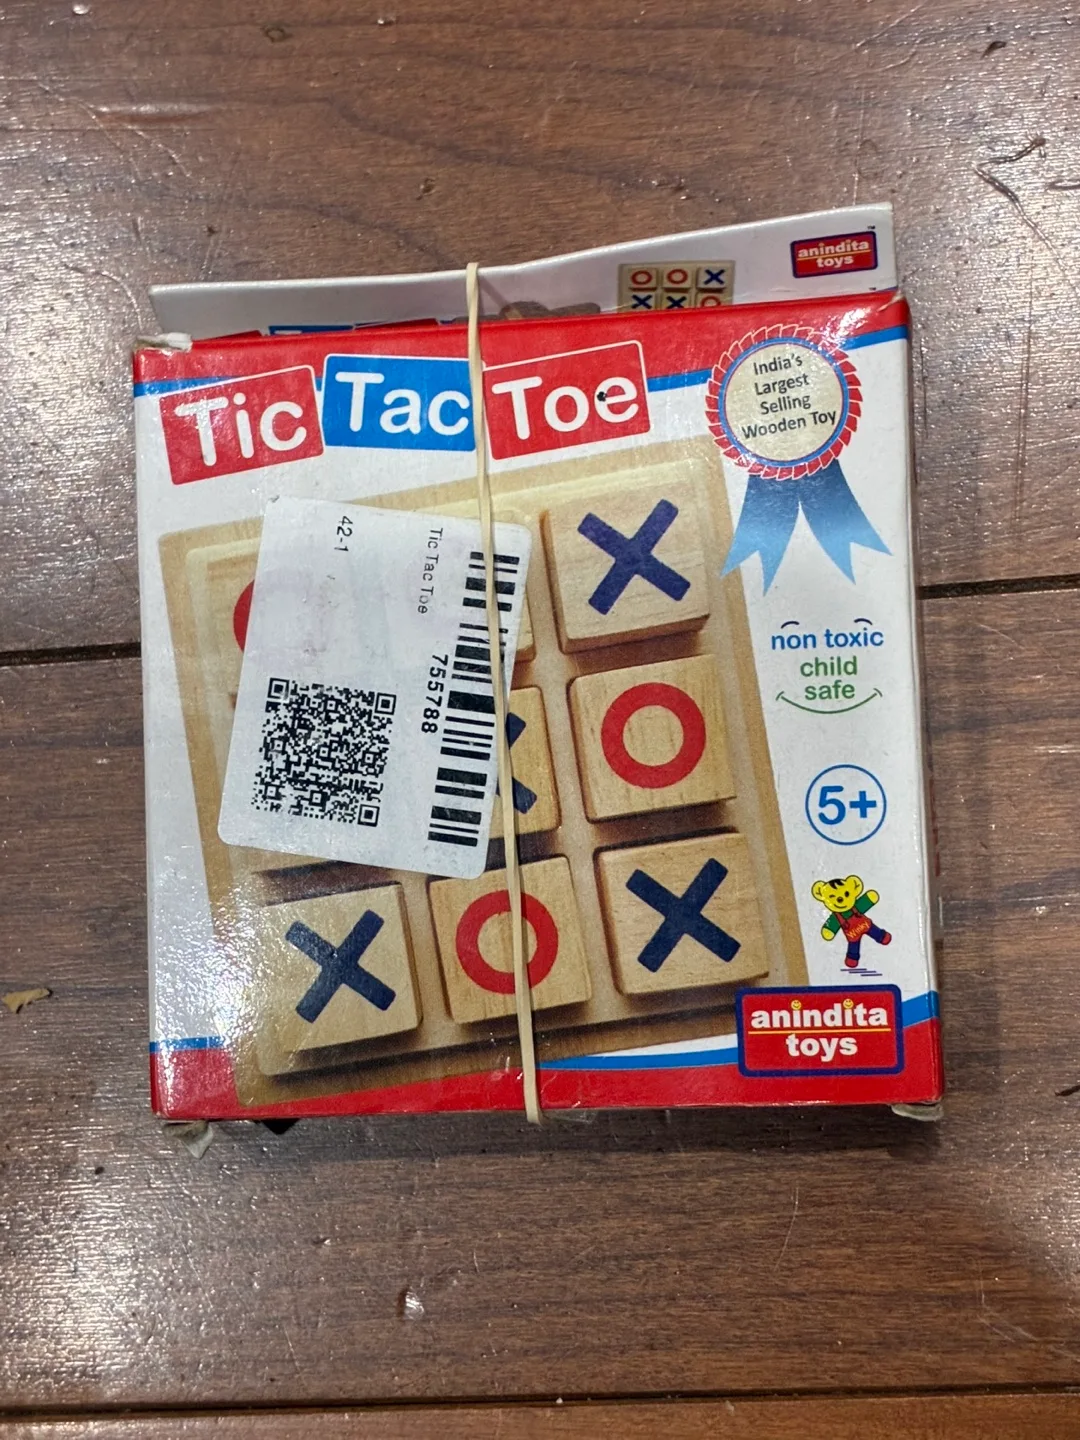 anindita
toys
Tic Tac Toe
India's
Largest
Selling
Wooden Toy
42-1
Tic Tac Toe
755788
non toxic
child
safe
5+
Winky
anindita
toys